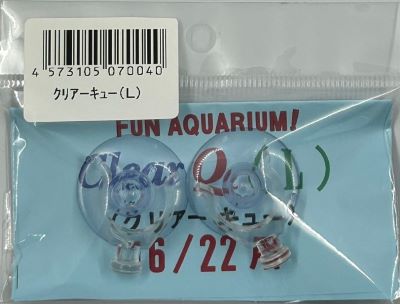 4 573105 070040
クリアーキュー(L)
FUN AQUARIUM!
Clear Q (L)
(クリアーキュー)
16/22